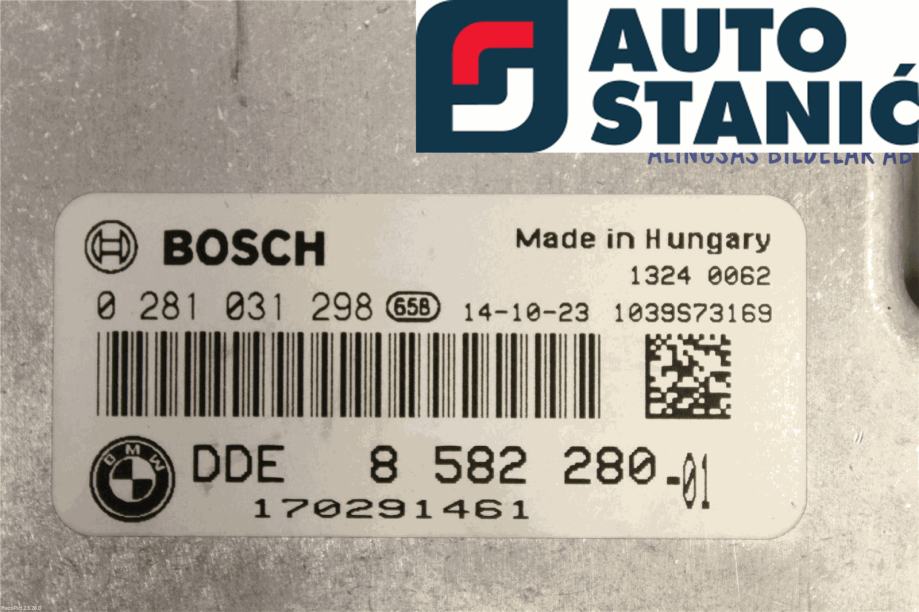 AUTO
STANIĆ
ALINGSÅS BILDELAR AB
BOSCH
Made in Hungary
1324 0062
0 281 031 298 658 14-10-23 1039S73169
BMW
DDE 8 582 280-01
170291461